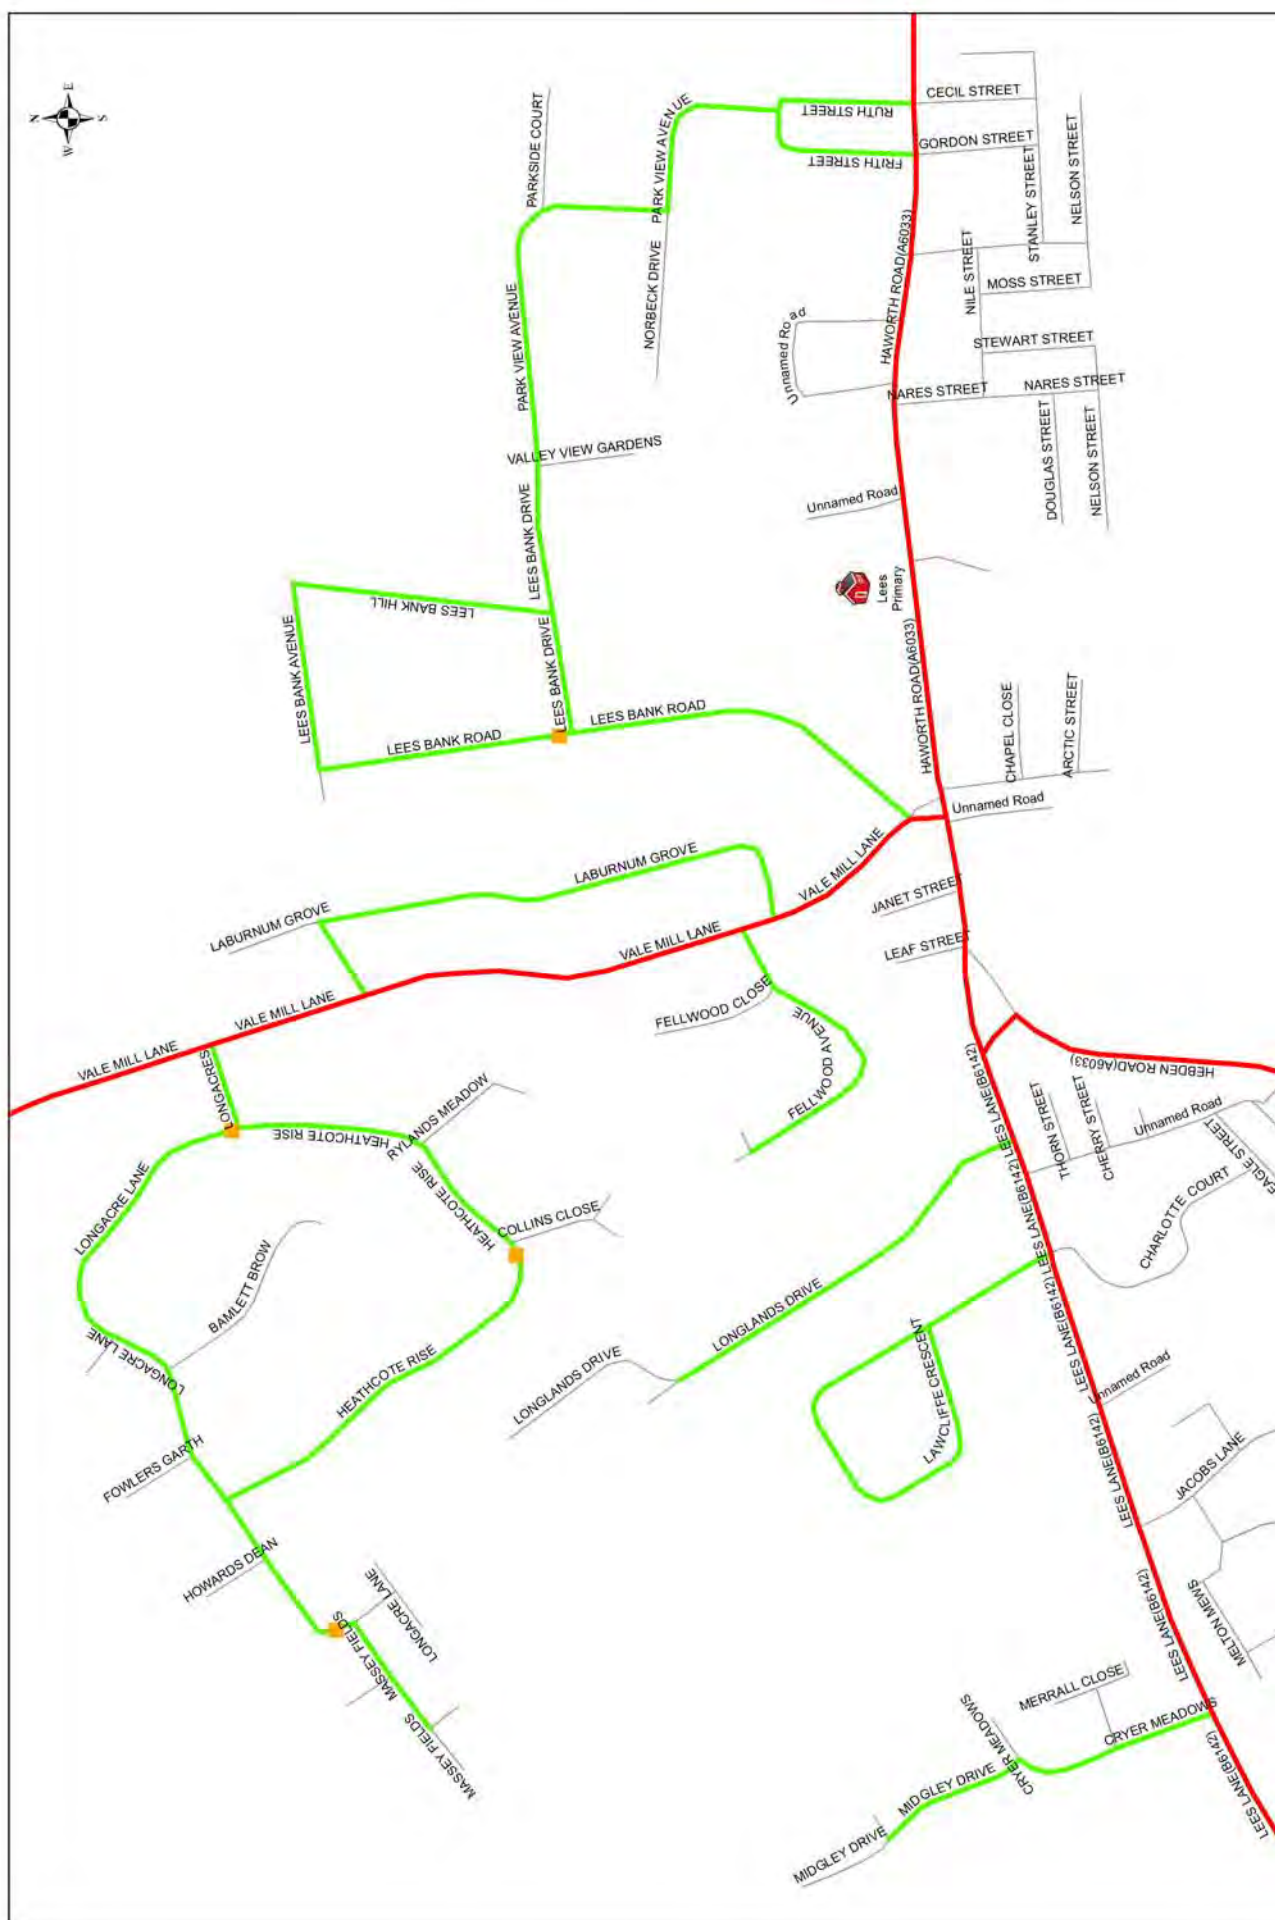 N
E
S
W
CECIL STREET
RUTH STREET
GORDON STREET
FRITH STREET
PARKSIDE COURT
PARK VIEW AVENUE
PARK VIEW AVENUE
STANLEY STREET
NELSON STREET
HAWORTH ROAD(A6033)
NILE STREET
MOSS STREET
NORBECK DRIVE
PARK VIEW AVENUE
Unnamed Road
STEWART STREET
NARES STREET
NARES STREET
DOUGLAS STREET
NELSON STREET
VALLEY VIEW GARDENS
Unnamed Road
LEES BANK DRIVE
Lees
Primary
LEES BANK HILL
LEES BANK AVENUE
LEES BANK DRIVE
LEES BANK ROAD
LEES BANK ROAD
HAWORTH ROAD(A6033)
CHAPEL CLOSE
ARCTIC STREET
Unnamed Road
LABURNUM GROVE
VALE MILL LANE
JANET STREET
LABURNUM GROVE
VALE MILL LANE
LEAF STREET
VALE MILL LANE
FELLWOOD CLOSE
FELLWOOD AVENUE
VALE MILL LANE
LONGACRES
HEATHCOTE RISE
RYLANDS MEADOW
LEES LANE(B6142)
HEBDEN ROAD(A6033)
THORN STREET
CHERRY STREET
Unnamed Road
EAGLE STREET
LONGACRE LANE
HEATHCOTE RISE
COLLINS CLOSE
LEES LANE(B6142)
CHARLOTTE COURT
BAMLETT BROW
LONGLANDS DRIVE
LEES LANE(B6142)
LONGACRE LANE
HEATHCOTE RISE
LONGLANDS DRIVE
LAWCLIFFE CRESCENT
LEES LANE(B6142)
Unnamed Road
FOWLERS GARTH
LEES LANE(B6142)
JACOBS LANE
HOWARDS DEAN
LONGACRE LANE
MASSEY FIELDS
LEES LANE(B6142)
MELTON MEWS
MERRALL CLOSE
CRYER MEADOWS
CRYER MEADOWS
MASSEY FIELDS
MIDGLEY DRIVE
MIDGLEY DRIVE
LEES LANE(B6142)